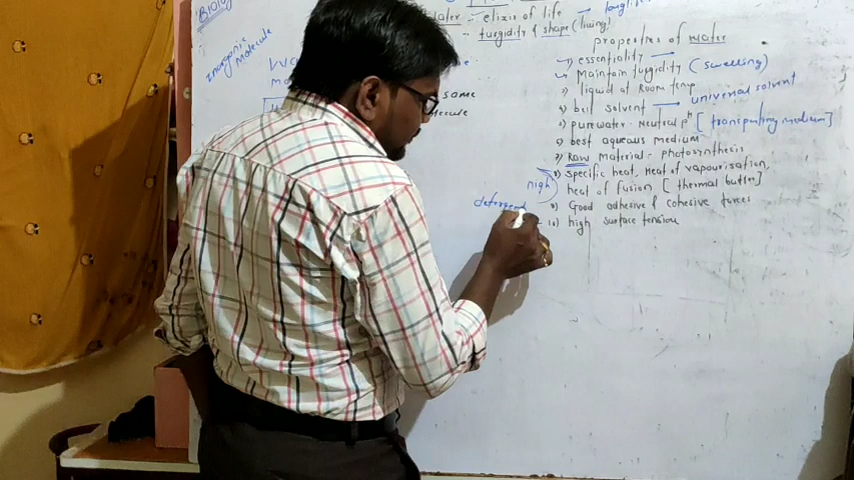 Biology
Inorganic
molecule
water - elixir of life
turgidity & shape (living)
some
properties of water
1) essentiality
Maintain turgidity (swelling)
3) liquid at Room temp
4) best solvent → universal solvent
5) pure water - Neutral pH [transporting medium]
6) best aqueous medium
7) Raw material - photosynthesis
8) Specific heat, Heat of vapourisation,
high
heat of fusion [thermal buffer]
9) Good adhesive & cohesive forces
10) high surface tension
detergent